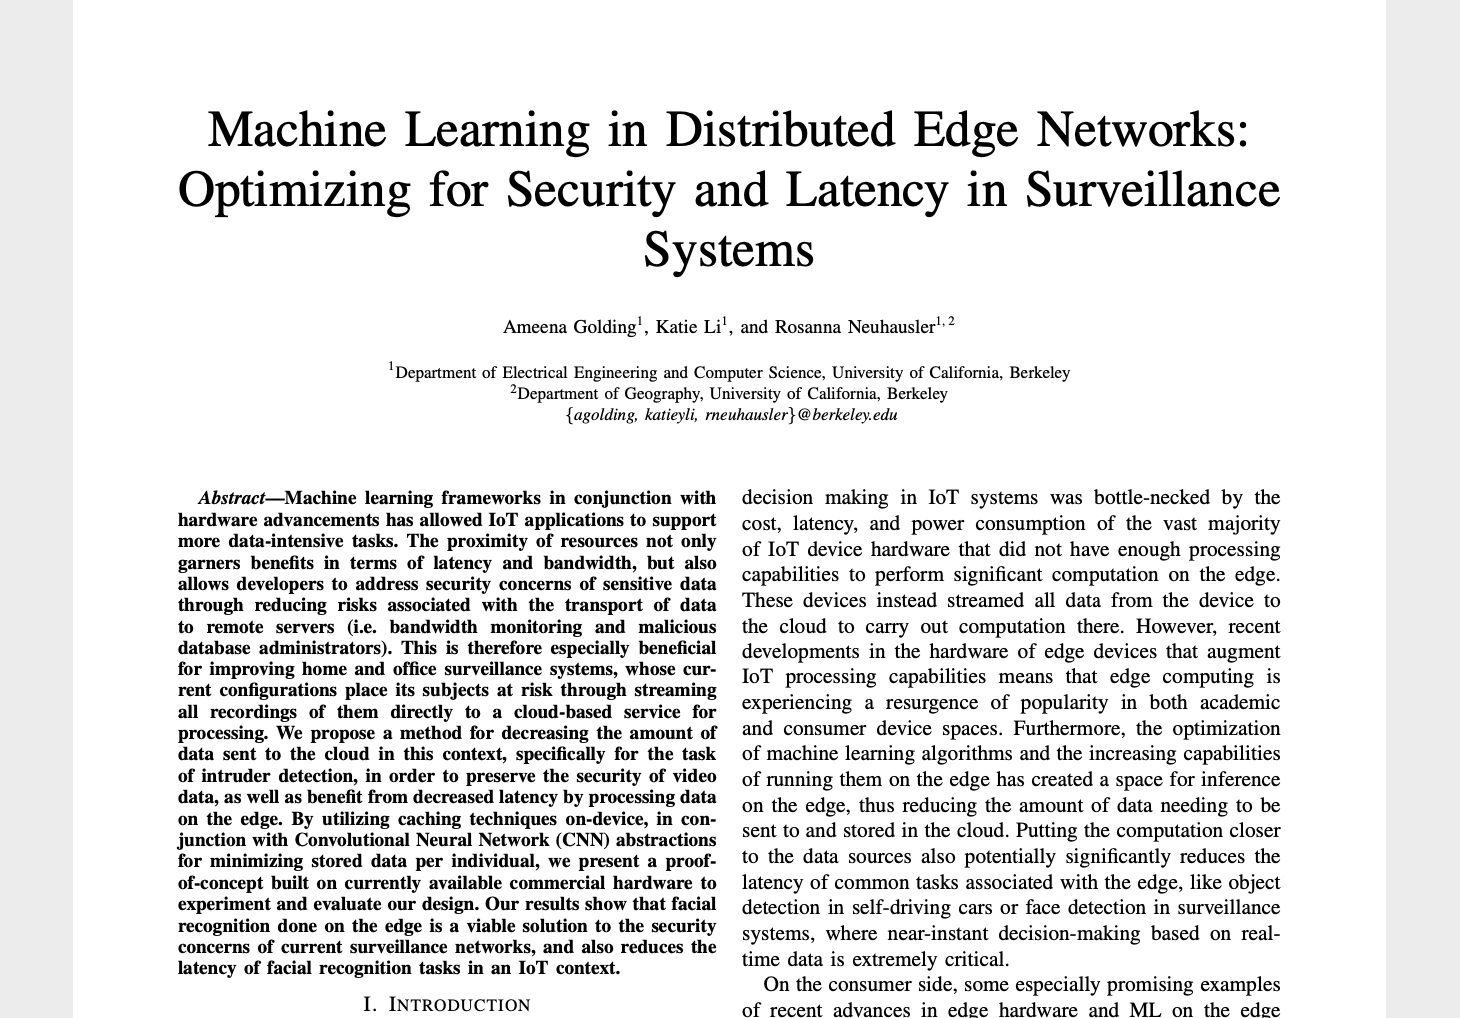 Machine Learning in Distributed Edge Networks:
Optimizing for Security and Latency in Surveillance
Systems
Ameena Golding1, Katie Li1, and Rosanna Neuhausler1, 2
1Department of Electrical Engineering and Computer Science, University of California, Berkeley
2Department of Geography, University of California, Berkeley
{agolding, katieyli, rneuhausler}@berkeley.edu
Abstract—Machine learning frameworks in conjunction with
hardware advancements has allowed IoT applications to support
more data-intensive tasks. The proximity of resources not only
garners benefits in terms of latency and bandwidth, but also
allows developers to address security concerns of sensitive data
through reducing risks associated with the transport of data
to remote servers (i.e. bandwidth monitoring and malicious
database administrators). This is therefore especially beneficial
for improving home and office surveillance systems, whose cur-
rent configurations place its subjects at risk through streaming
all recordings of them directly to a cloud-based service for
processing. We propose a method for decreasing the amount of
data sent to the cloud in this context, specifically for the task
of intruder detection, in order to preserve the security of video
data, as well as benefit from decreased latency by processing data
on the edge. By utilizing caching techniques on-device, in con-
junction with Convolutional Neural Network (CNN) abstractions
for minimizing stored data per individual, we present a proof-
of-concept built on currently available commercial hardware to
experiment and evaluate our design. Our results show that facial
recognition done on the edge is a viable solution to the security
concerns of current surveillance networks, and also reduces the
latency of facial recognition tasks in an IoT context.
I. INTRODUCTION
decision making in IoT systems was bottle-necked by the
cost, latency, and power consumption of the vast majority
of IoT device hardware that did not have enough processing
capabilities to perform significant computation on the edge.
These devices instead streamed all data from the device to
the cloud to carry out computation there. However, recent
developments in the hardware of edge devices that augment
IoT processing capabilities means that edge computing is
experiencing a resurgence of popularity in both academic
and consumer device spaces. Furthermore, the optimization
of machine learning algorithms and the increasing capabilities
of running them on the edge has created a space for inference
on the edge, thus reducing the amount of data needing to be
sent to and stored in the cloud. Putting the computation closer
to the data sources also potentially significantly reduces the
latency of common tasks associated with the edge, like object
detection in self-driving cars or face detection in surveillance
systems, where near-instant decision-making based on real-
time data is extremely critical.
On the consumer side, some especially promising examples
of recent advances in edge hardware and ML on the edge